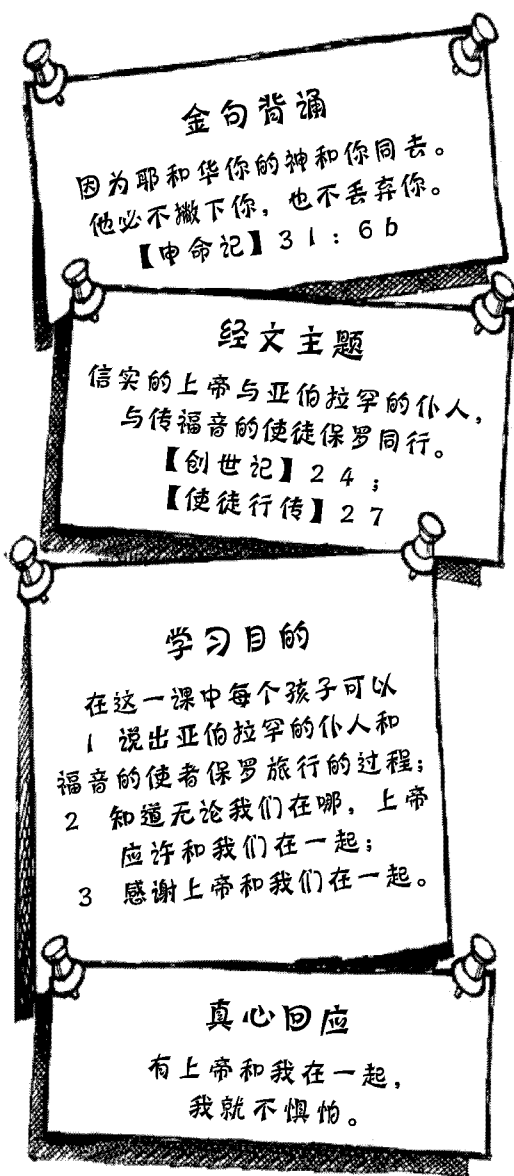 金句背诵
因为耶和华你的神和你同去。
他必不撇下你，也不丢弃你。
【申命记】31：6b
经文主题
信实的上帝与亚伯拉罕的仆人，
与传福音的使徒保罗同行。
【创世记】24；
【使徒行传】27
学习目的
在这一课中每个孩子可以
1 说出亚伯拉罕的仆人和
福音的使者保罗旅行的过程；
2 知道无论我们在哪，上帝
应许和我们在一起；
3 感谢上帝和我们在一起。
真心回应
有上帝和我在一起，
我就不惧怕。